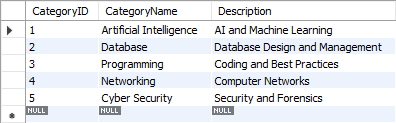 CategoryID CategoryName Description
1 Artificial Intelligence AI and Machine Learning
2 Database Database Design and Management
3 Programming Coding and Best Practices
4 Networking Computer Networks
5 Cyber Security Security and Forensics
NULL NULL NULL